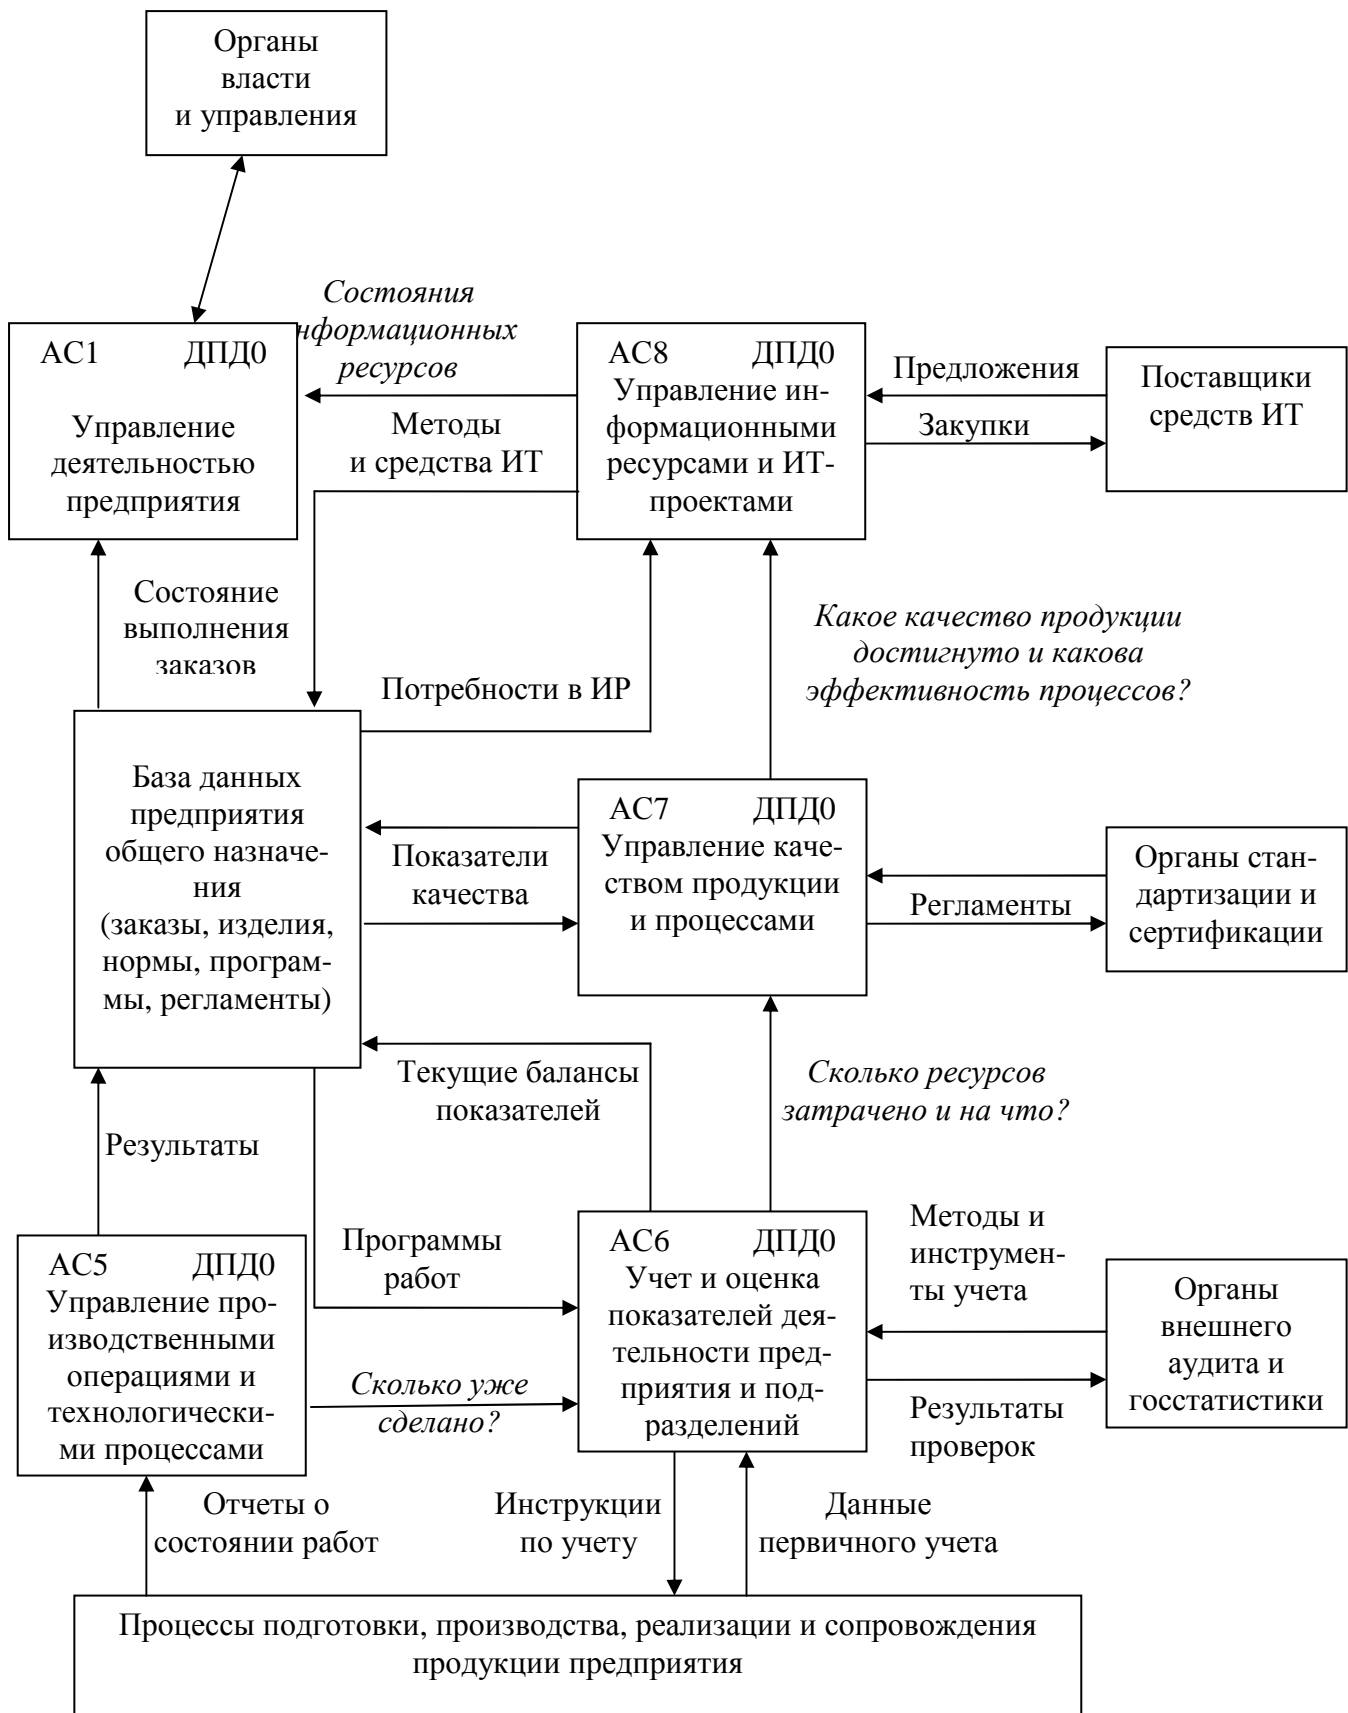 Органы
власти
и управления
Состояния
нформационных
ресурсов
АС1 ДПД0
Управление
деятельностью
предприятия
АС8 ДПД0
Управление ин-
формационными
ресурсами и ИТ-
проектами
Предложения
Закупки
Поставщики
средств ИТ
Методы
и средства ИТ
Состояние
выполнения
заказов
Потребности в ИР
Какое качество продукции
достигнуто и какова
эффективность процессов?
База данных
предприятия
общего назначе-
ния
(заказы, изделия,
нормы, програм-
мы, регламенты)
Показатели
качества
АС7 ДПД0
Управление каче-
ством продукции
и процессами
Регламенты
Органы стан-
дартизации и
сертификации
Текущие балансы
показателей
Сколько ресурсов
затрачено и на что?
Результаты
Программы
работ
АС5 ДПД0
Управление про-
изводственными
операциями и
технологически-
ми процессами
Сколько уже
сделано?
АС6 ДПД0
Учет и оценка
показателей дея-
тельности пред-
приятия и под-
разделений
Методы и
инструмен-
ты учета
Результаты
проверок
Органы
внешнего
аудита и
госстатистики
Отчеты о
состоянии работ
Инструкции
по учету
Данные
первичного учета
Процессы подготовки, производства, реализации и сопровождения
продукции предприятия